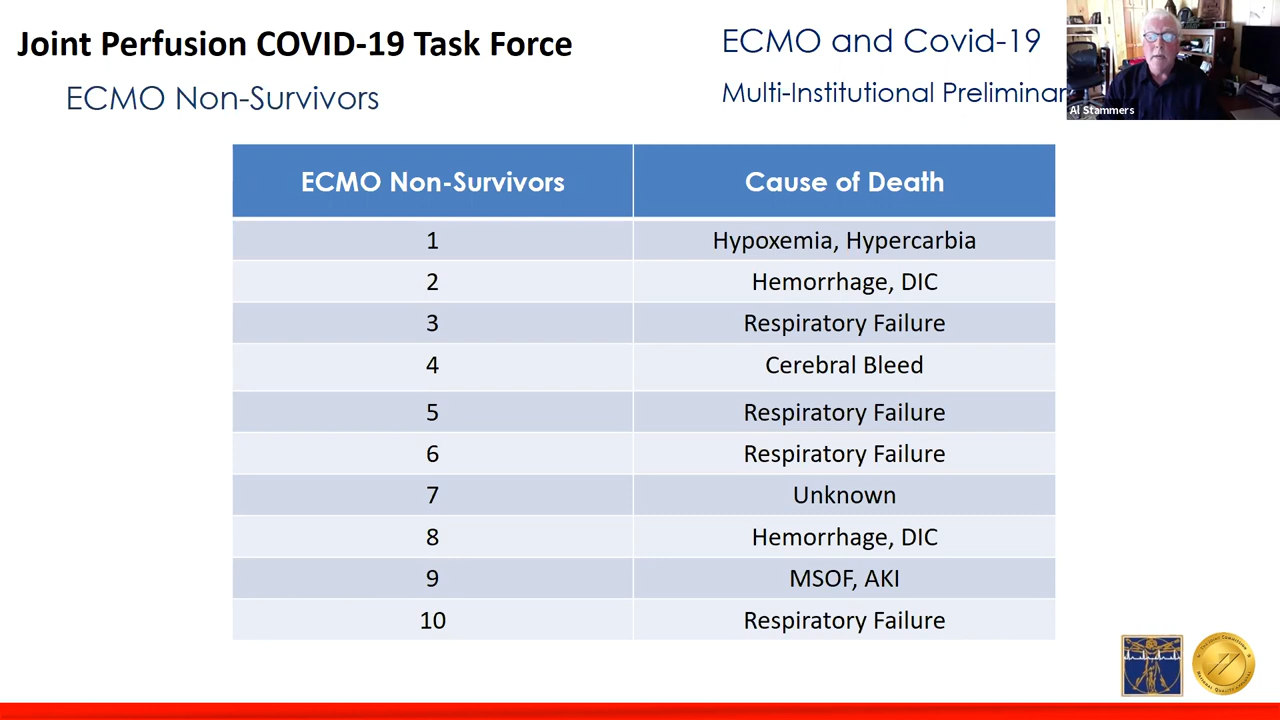 Joint Perfusion COVID-19 Task Force
ECMO Non-Survivors
ECMO and Covid-19
Multi-Institutional Preliminar
Al Stammers
ECMO Non-Survivors Cause of Death
1 Hypoxemia, Hypercarbia
2 Hemorrhage, DIC
3 Respiratory Failure
4 Cerebral Bleed
5 Respiratory Failure
6 Respiratory Failure
7 Unknown
8 Hemorrhage, DIC
9 MSOF, AKI
10 Respiratory Failure